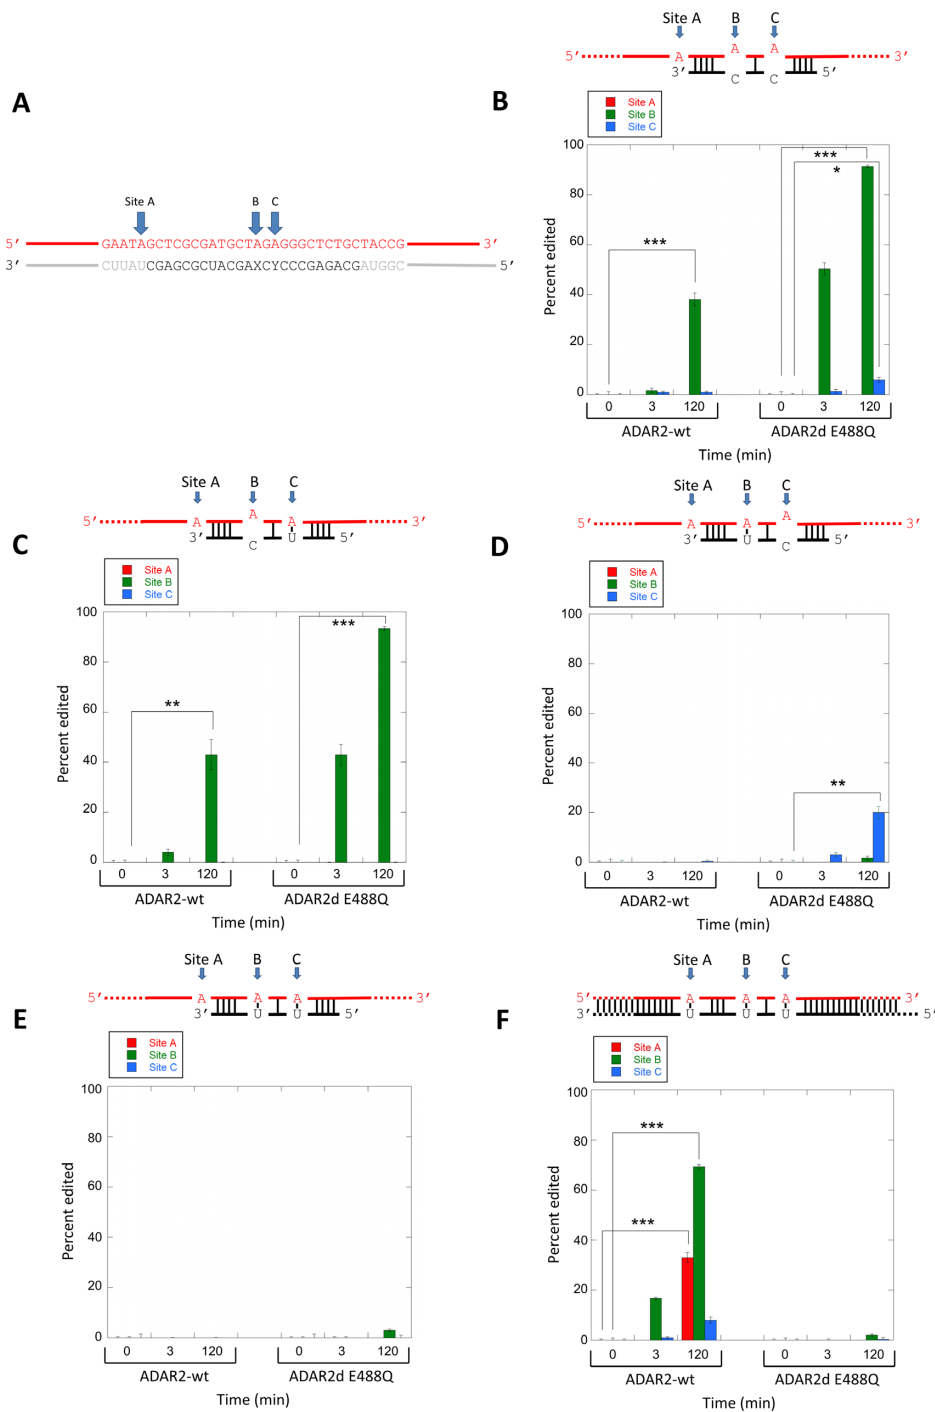 A
Site A B C
5′ GAATAGCTCGCGATGCTAGAGGGCTCTGCTACCG 3′
3′ CUUAUCGAGCGCUACGAXCYCCCGAGACGAUGGC 5′
Site A B C
5′ A A A 3′
3′ C C 5′
B
Site A
Site B
Site C
Percent edited
100
80
60
40
20
0
***
***
*
0 3 120 0 3 120
ADAR2-wt ADAR2d E488Q
Time (min)
Site A B C
5′ A A A 3′
3′ C U 5′
C
Site A
Site B
Site C
Percent edited
100
80
60
40
20
0
**
***
0 3 120 0 3 120
ADAR2-wt ADAR2d E488Q
Time (min)
Site A B C
5′ A A A 3′
3′ U C 5′
D
Site A
Site B
Site C
Percent edited
100
80
60
40
20
0
**
0 3 120 0 3 120
ADAR2-wt ADAR2d E488Q
Time (min)
Site A B C
5′ A A A 3′
3′ U U 5′
E
Site A
Site B
Site C
Percent edited
100
80
60
40
20
0
0 3 120 0 3 120
ADAR2-wt ADAR2d E488Q
Time (min)
Site A B C
5′ A A A 3′
3′ U U U 5′
F
Site A
Site B
Site C
Percent edited
100
80
60
40
20
0
***
***
0 3 120 0 3 120
ADAR2-wt ADAR2d E488Q
Time (min)